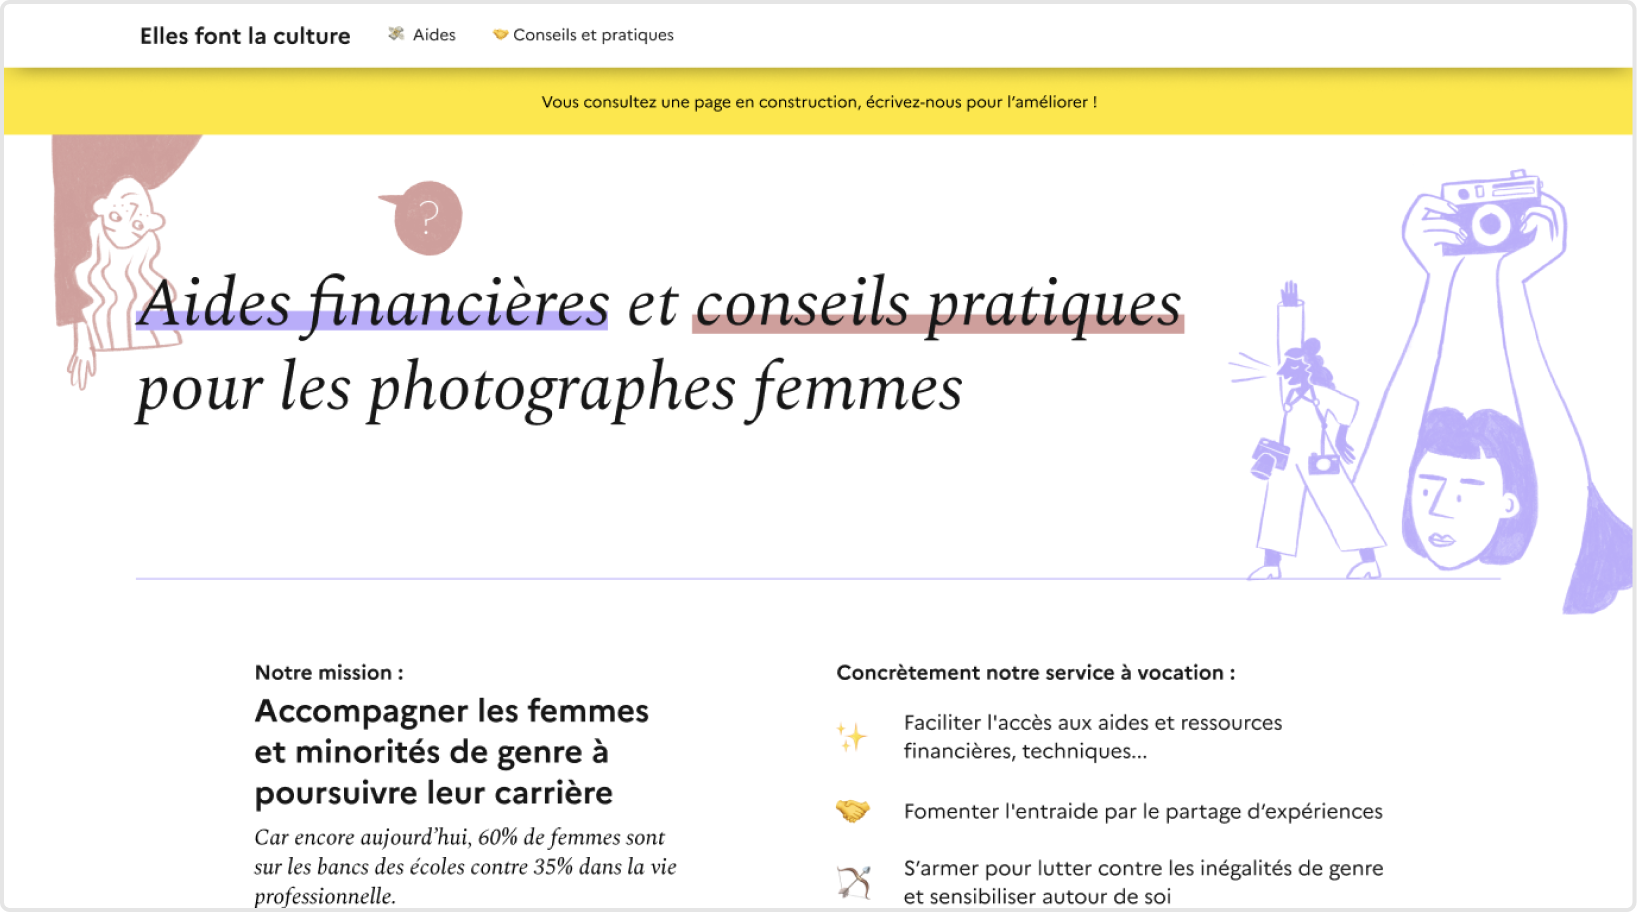 Elles font la culture
Aides
Conseils et pratiques
Vous consultez une page en construction, écrivez-nous pour l’améliorer !
?
Aides financières et conseils pratiques
pour les photographes femmes
Notre mission :
Accompagner les femmes
et minorités de genre à
poursuivre leur carrière
Car encore aujourd’hui, 60% de femmes sont
sur les bancs des écoles contre 35% dans la vie
professionnelle.
Concrètement notre service à vocation :
Faciliter l'accès aux aides et ressources
financières, techniques...
Fomenter l'entraide par le partage d’expériences
S’armer pour lutter contre les inégalités de genre
et sensibiliser autour de soi